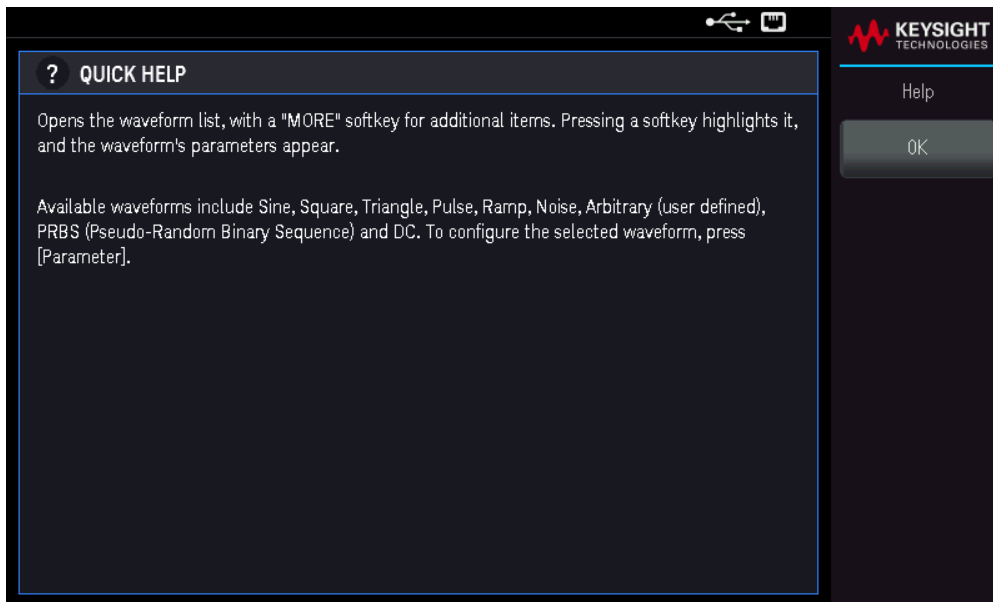 KEYSIGHT
TECHNOLOGIES
? QUICK HELP
Help
OK
Opens the waveform list, with a "MORE" softkey for additional items. Pressing a softkey highlights it,
and the waveform's parameters appear.
Available waveforms include Sine, Square, Triangle, Pulse, Ramp, Noise, Arbitrary (user defined),
PRBS (Pseudo-Random Binary Sequence) and DC. To configure the selected waveform, press
[Parameter].